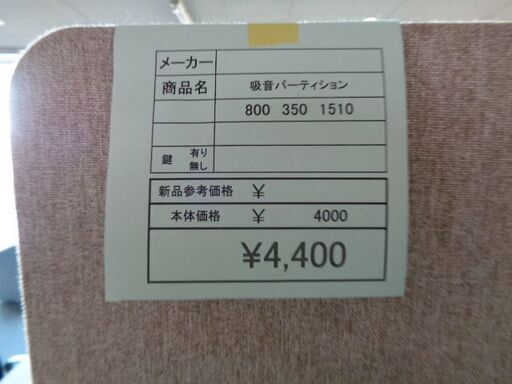 メーカー
商品名 吸音パーティション
800 350 1510
鍵 有り
無し
新品参考価格 ¥
本体価格 ¥ 4000
¥4,400